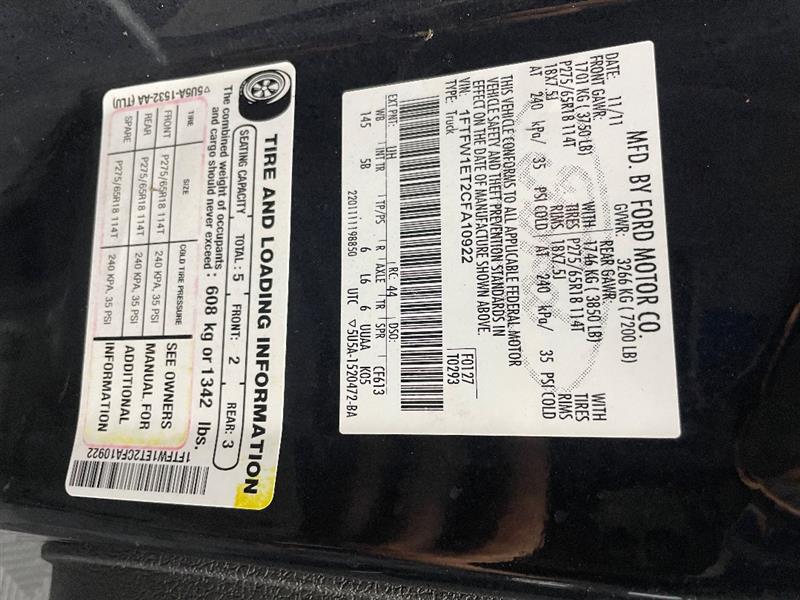 MFD. BY FORD MOTOR CO.
DATE: 11/11 GVWR: 3266 KG ( 7200 LB)
FRONT GAWR: REAR GAWR:
1701 KG ( 3750 LB) WITH 1746 KG ( 3850 LB) WITH
P275/65R18 114T TIRES P275/65R18 114T TIRES
18X7.5J RIMS 18X7.5J RIMS
AT 240 kPa/ 35 PSI COLD AT 240 kPa/ 35 PSI COLD
THIS VEHICLE CONFORMS TO ALL APPLICABLE FEDERAL MOTOR
VEHICLE SAFETY AND THEFT PREVENTION STANDARDS IN
EFFECT ON THE DATE OF MANUFACTURE SHOWN ABOVE.
VIN: 1FTFW1ET2CFA10922
TYPE: Truck
F0127
T0293
EXT PNT: UH RC: 44 DSO:
WB INT TR TP/PS R AXLE TR SPR CE613
145 5B 6 L6 6 UUAA K05
2201111198850 UTC ▽5U5A-1520472-BA
TIRE AND LOADING INFORMATION
SEATING CAPACITY TOTAL : 5 FRONT: 2 REAR: 3
The combined weight of occupants
and cargo should never exceed : 608 kg or 1342 lbs.
TIRE SIZE COLD TIRE PRESSURE
FRONT P275/65R18 114T 240 KPA, 35 PSI
REAR P275/65R18 114T 240 KPA, 35 PSI
SPARE P275/65R18 114T 240 KPA, 35 PSI
SEE OWNERS
MANUAL FOR
ADDITIONAL
INFORMATION
▽5U5A-1532-AA (TLI) 1FTFW1ET2CFA10922